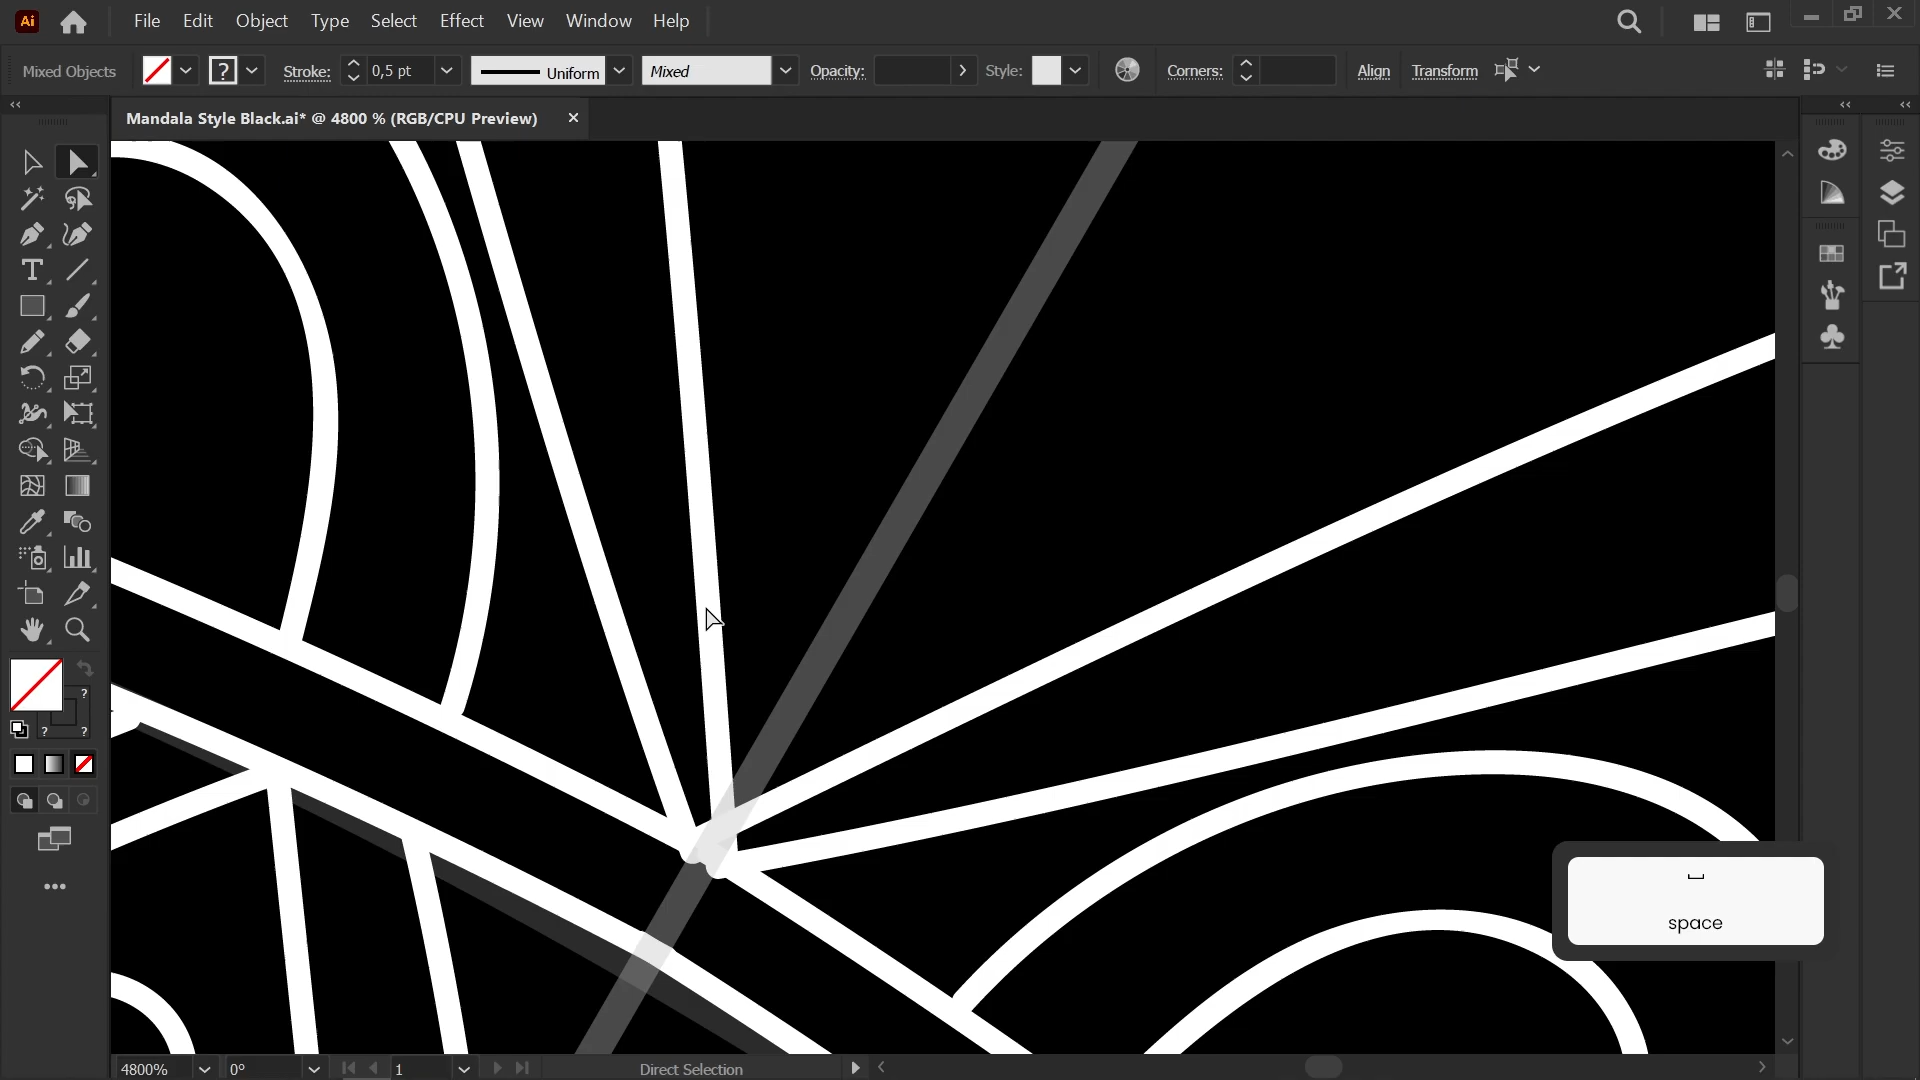 Ai File Edit Object Type Select Effect View Window Help
Mixed Objects ? Stroke: 0,5 pt Uniform Mixed Opacity: Style: Corners: Align Transform
Mandala Style Black.ai* @ 4800 % (RGB/CPU Preview)
T
?
? ?
space
4800% 0° 1 Direct Selection